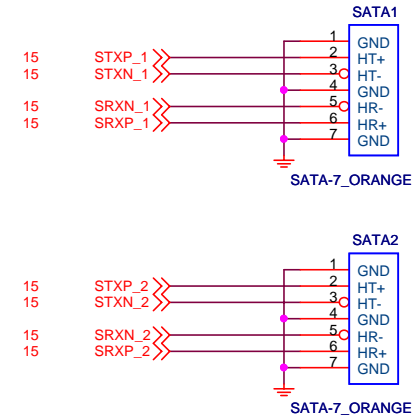 SATA1
1 GND
15 STXP_1 2 HT+
15 STXN_1 3 HT-
4 GND
15 SRXN_1 5 HR-
15 SRXP_1 6 HR+
7 GND
SATA-7_ORANGE
SATA2
1 GND
15 STXP_2 2 HT+
15 STXN_2 3 HT-
4 GND
15 SRXN_2 5 HR-
15 SRXP_2 6 HR+
7 GND
SATA-7_ORANGE